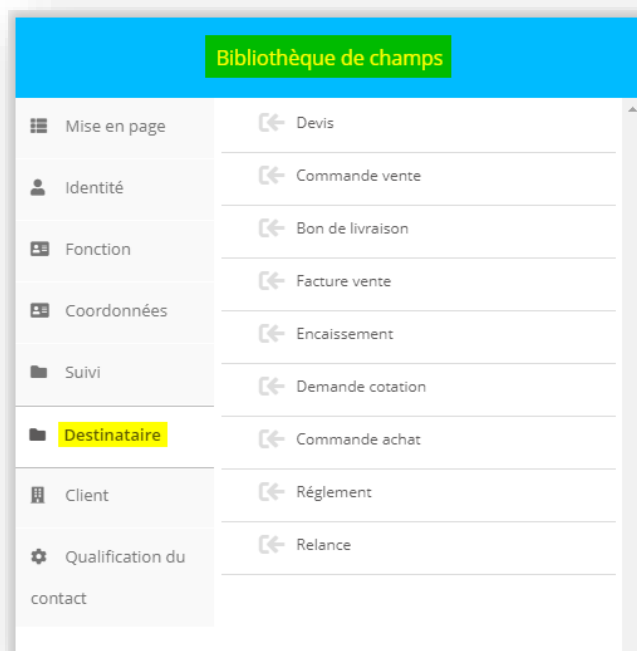 Bibliothèque de champs
Mise en page
Identité
Fonction
Coordonnées
Suivi
Destinataire
Client
Qualification du
contact
Devis
Commande vente
Bon de livraison
Facture vente
Encaissement
Demande cotation
Commande achat
Réglement
Relance